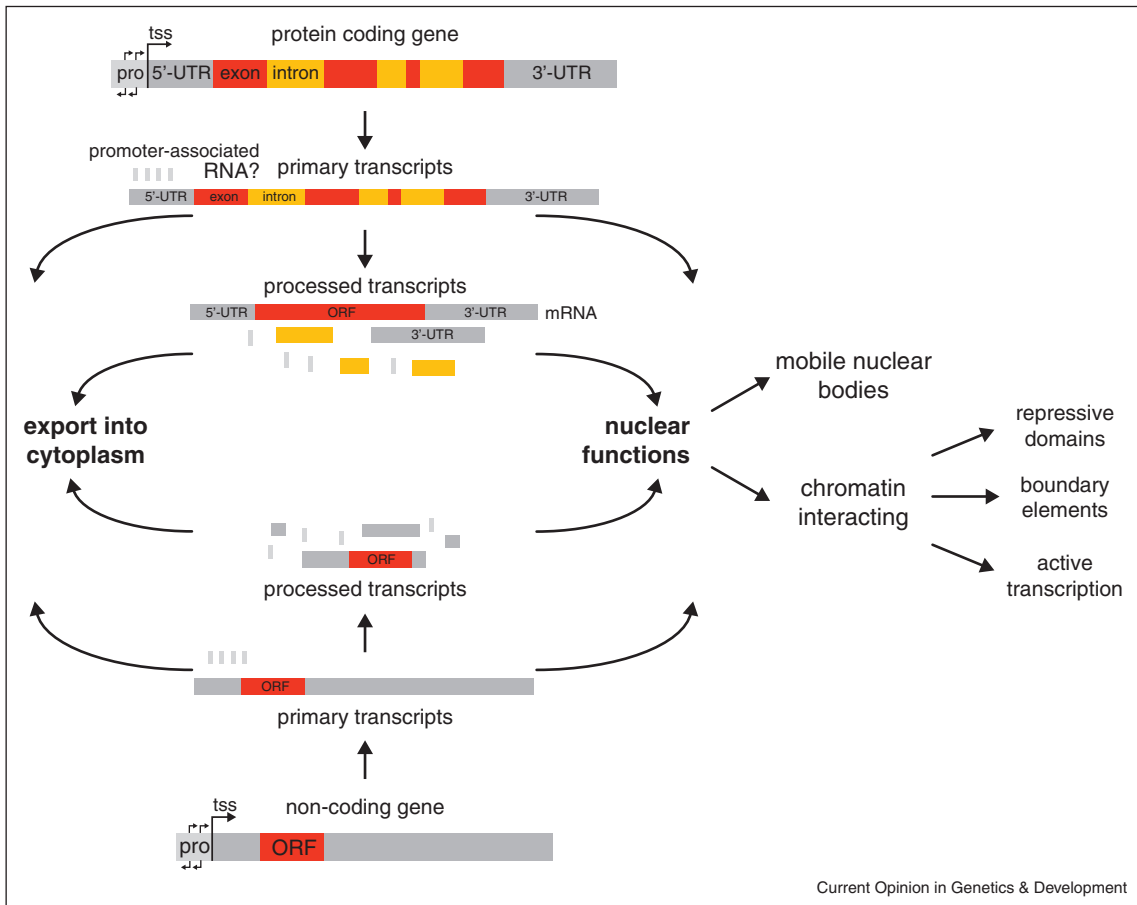 protein coding gene
tss
pro 5'-UTR exon intron 3'-UTR
promoter-associated
RNA?
primary transcripts
5'-UTR exon intron 3'-UTR
processed transcripts
5'-UTR ORF 3'-UTR mRNA
3'-UTR
export into
cytoplasm
nuclear
functions
mobile nuclear
bodies
chromatin
interacting
repressive
domains
boundary
elements
active
transcription
ORF
processed transcripts
ORF
primary transcripts
non-coding gene
tss
pro ORF
Current Opinion in Genetics & Development